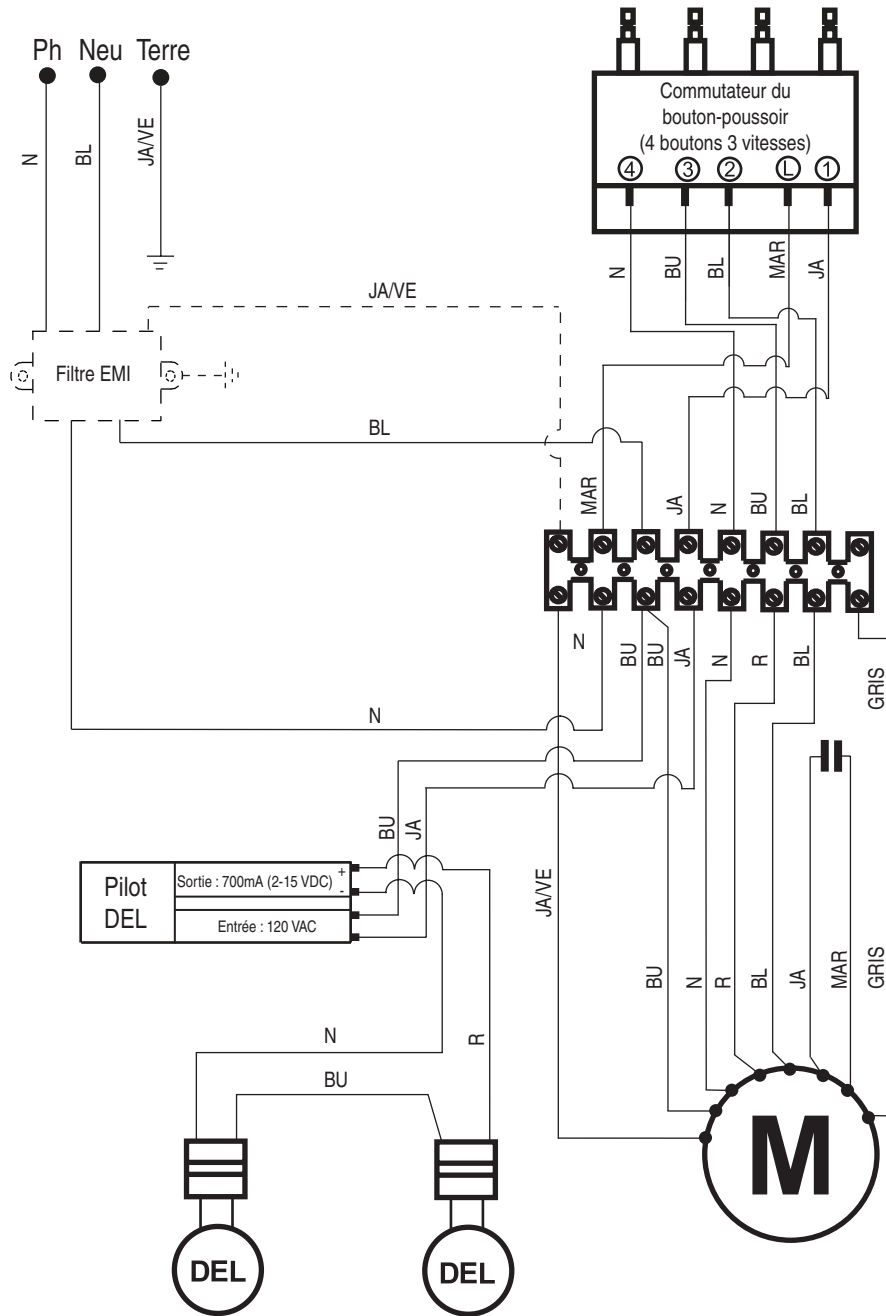 Ph Neu Terre
N
BL
JA/VE
Commutateur du
bouton-poussoir
(4 boutons 3 vitesses)
4 3 2 L 1
N
BU
BL
MAR
JA
JA/VE
Filtre EMI
BL
MAR
JA
N
BU
BL
N
BU
BU
JA
N
R
BL
GRIS
N
BU
JA
Pilot
DEL
Sortie : 700mA (2-15 VDC)
+
-
Entrée : 120 VAC
JA/VE
BU
N
R
BL
JA
MAR
GRIS
N
R
BU
M
DEL
DEL